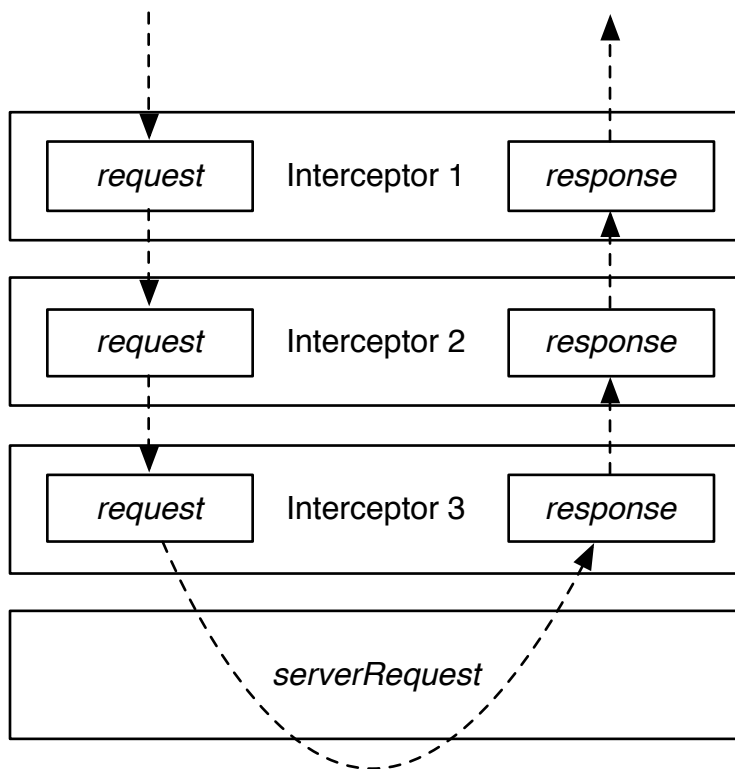 request Interceptor 1 response
request Interceptor 2 response
request Interceptor 3 response
serverRequest